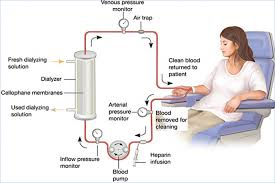 Venous pressure
monitor
Air trap
Fresh dialyzing
solution
Dialyzer
Cellophane membranes
Used dialyzing
solution
Clean blood
returned to
patient
Arterial
pressure
monitor
Blood
removed for
cleaning
Inflow pressure
monitor
Blood
pump
Heparin
infusion